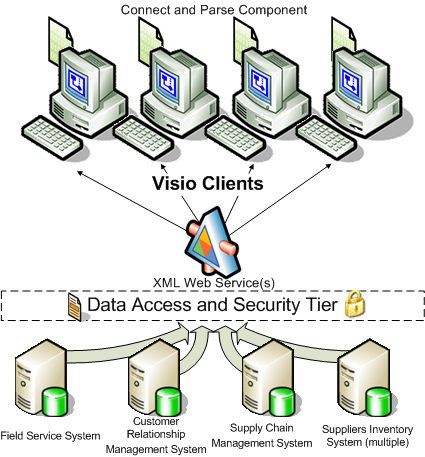 Connect and Parse Component
Visio Clients
XML Web Service(s)
Data Access and Security Tier
Field Service System
Customer
Relationship
Management System
Supply Chain
Management System
Suppliers Inventory
System (multiple)